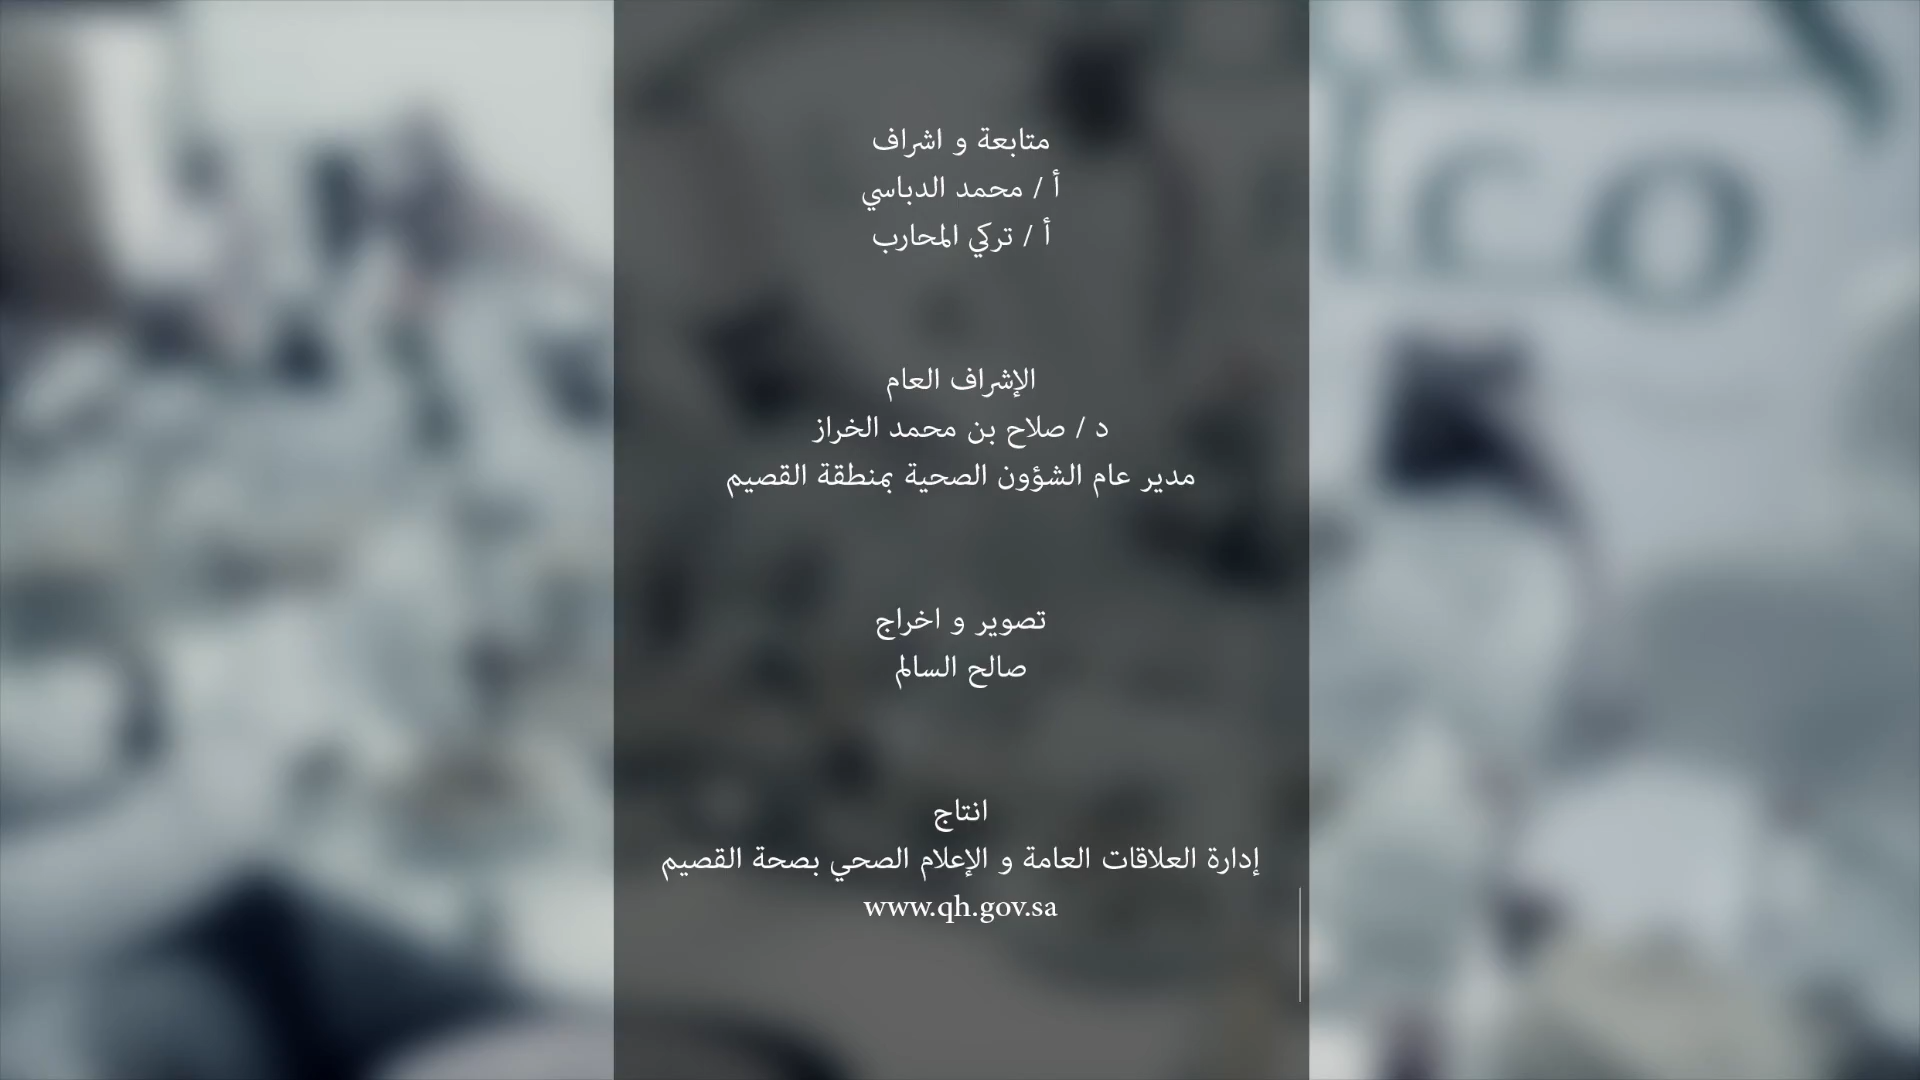 متابعة و اشراف
أ / محمد الدباسي
أ / تركي المحارب
الإشراف العام
د / صلاح بن محمد الخراز
مدير عام الشؤون الصحية بمنطقة القصيم
تصوير و اخراج
صالح السالم
انتاج
إدارة العلاقات العامة و الإعلام الصحي بصحة القصيم
www.qh.gov.sa